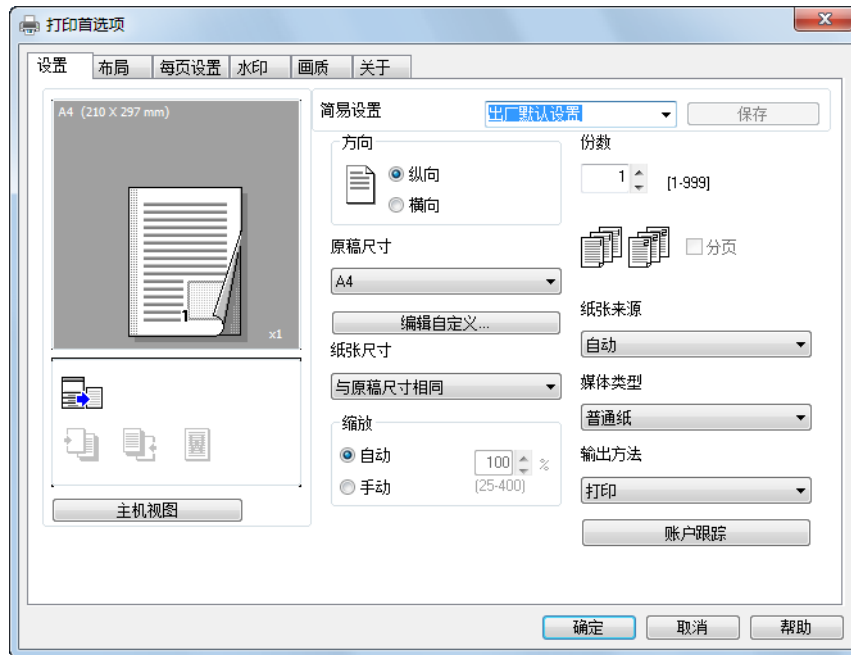 打印首选项
设置 布局 每页设置 水印 画质 关于
A4 (210 X 297 mm)
1
x1
主机视图
简易设置 出厂默认设置 保存
方向
纵向
横向
原稿尺寸
A4
编辑自定义...
纸张尺寸
与原稿尺寸相同
缩放
自动
手动
100 %
(25-400)
份数
1 [1-999]
分页
纸张来源
自动
媒体类型
普通纸
输出方法
打印
账户跟踪
确定 取消 帮助